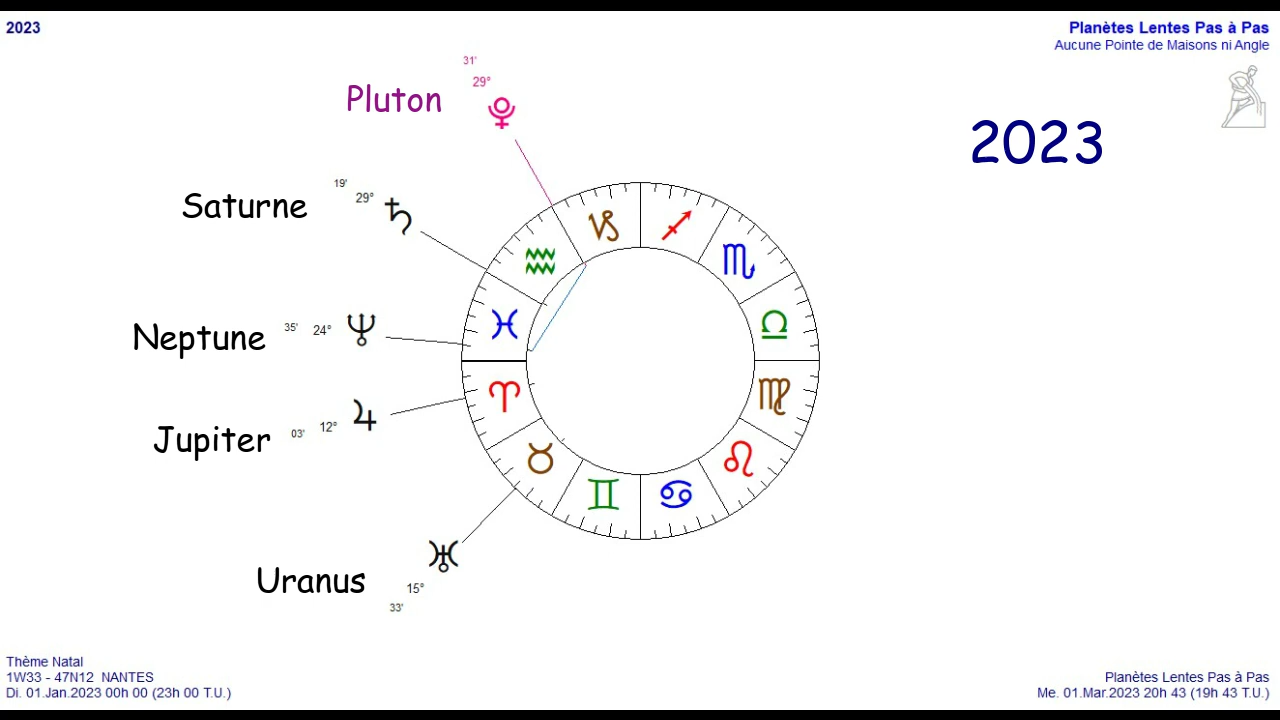 2023
Planètes Lentes Pas à Pas
Aucune Pointe de Maisons ni Angle
2023
31'
29°
Pluton
19'
29°
Saturne
Neptune 35' 24°
Jupiter 03' 12°
Uranus
15°
33'
Thème Natal
1W33 - 47N12 NANTES
Di. 01.Jan.2023 00h 00 (23h 00 T.U.)
Planètes Lentes Pas à Pas
Me. 01.Mar.2023 20h 43 (19h 43 T.U.)